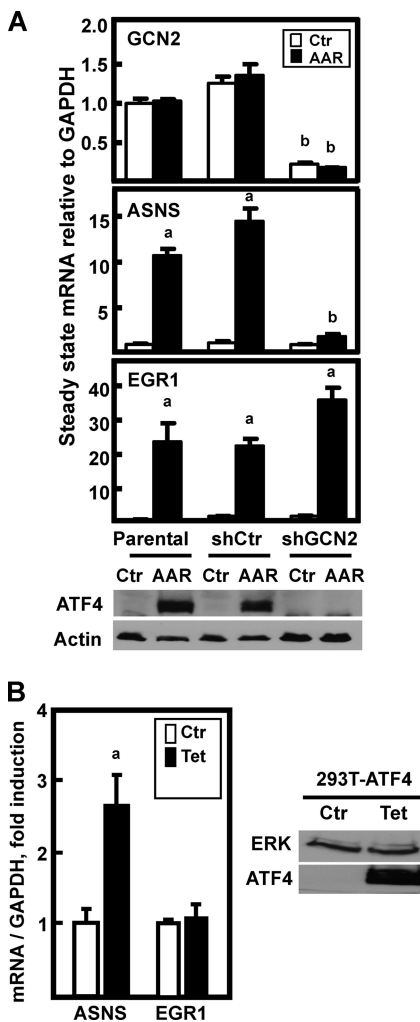 A
Steady state mRNA relative to GAPDH
GCN2
Ctr
AAR
2.0
1.5
1.0
0.5
b b
ASNS
15
10
5
a
a
b
EGR1
40
30
20
10
a
a
a
Parental shCtr shGCN2
Ctr AAR Ctr AAR Ctr AAR
ATF4
Actin
B
mRNA / GAPDH, fold induction
4
3
2
1
Ctr
Tet
a
ASNS EGR1
293T-ATF4
Ctr Tet
ERK
ATF4